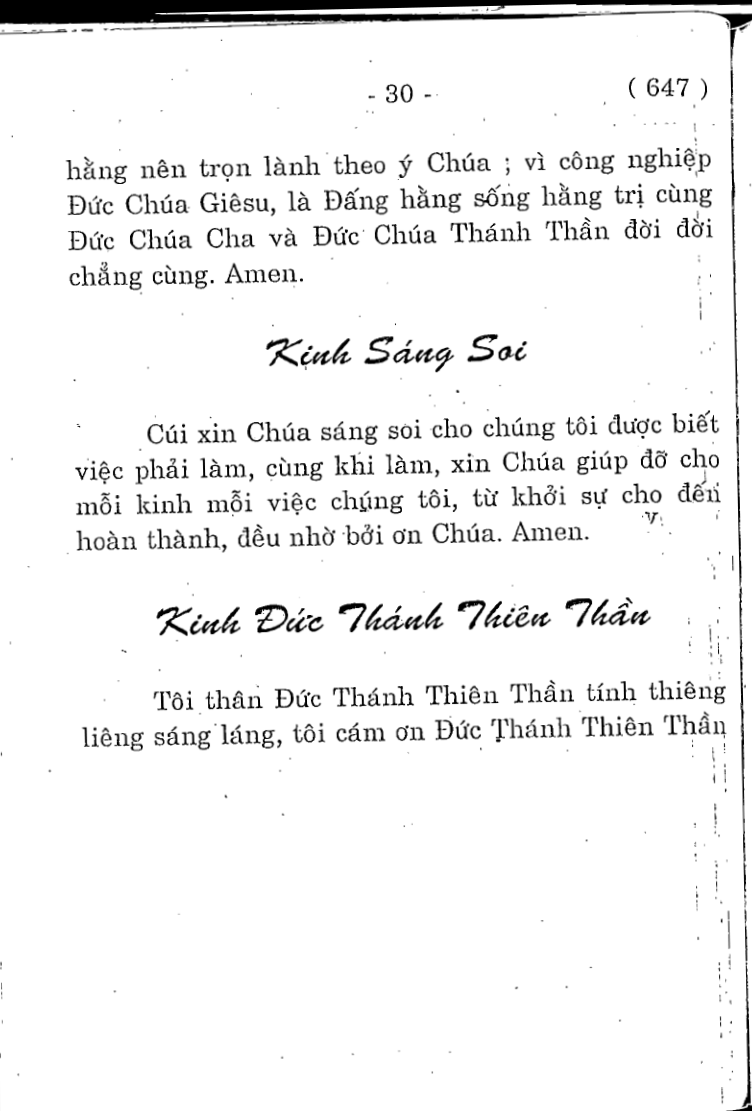 - 30 -
( 647 )
hằng nên trọn lành theo ý Chúa ; vì công nghiệp
Đức Chúa Giêsu, là Đấng hằng sống hằng trị cùng
Đức Chúa Cha và Đức Chúa Thánh Thần đời đời
chẳng cùng. Amen.
Kinh Sáng Soi
Cúi xin Chúa sáng soi cho chúng tôi được biết
việc phải làm, cùng khi làm, xin Chúa giúp đỡ cho
mỗi kinh mỗi việc chúng tôi, từ khởi sự cho đến
hoàn thành, đều nhờ bởi ơn Chúa. Amen.
Kinh Đức Thánh Thiên Thần
Tôi thân Đức Thánh Thiên Thần tính thiêng
liêng sáng láng, tôi cám ơn Đức Thánh Thiên Thần